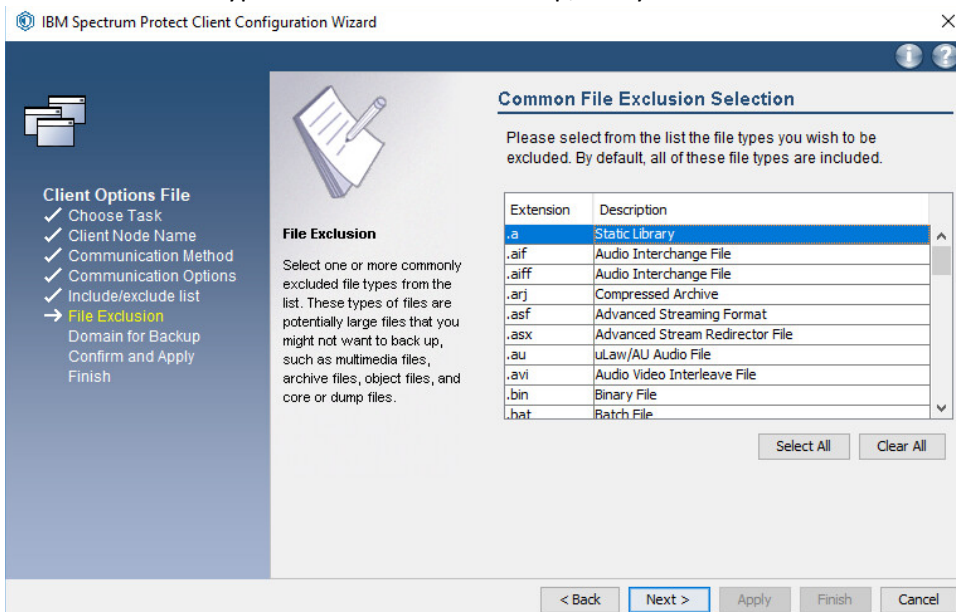 IBM Spectrum Protect Client Configuration Wizard
Client Options File
Choose Task
Client Node Name
Communication Method
Communication Options
Include/exclude list
File Exclusion
Domain for Backup
Confirm and Apply
Finish
File Exclusion
Select one or more commonly
excluded file types from the
list. These types of files are
potentially large files that you
might not want to back up,
such as multimedia files,
archive files, object files, and
core or dump files.
Common File Exclusion Selection
Please select from the list the file types you wish to be
excluded. By default, all of these file types are included.
Extension Description
.a Static Library
.aif Audio Interchange File
.aiff Audio Interchange File
.arj Compressed Archive
.asf Advanced Streaming Format
.asx Advanced Stream Redirector File
.au uLaw/AU Audio File
.avi Audio Video Interleave File
.bin Binary File
.bat Batch File
Select All Clear All
< Back Next > Apply Finish Cancel